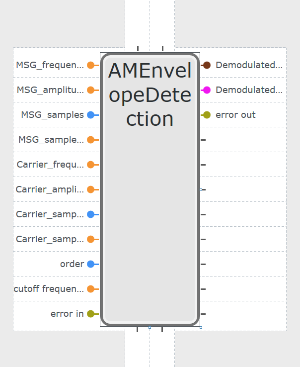 MSG_frequen...
MSG_amplitu...
MSG_samples
MSG_sample...
Carrier_frequ...
Carrier_ampli...
Carrier_samp...
Carrier_samp...
order
cutoff frequen...
error in
AMEnvel
opeDete
ction
Demodulated...
Demodulated...
error out